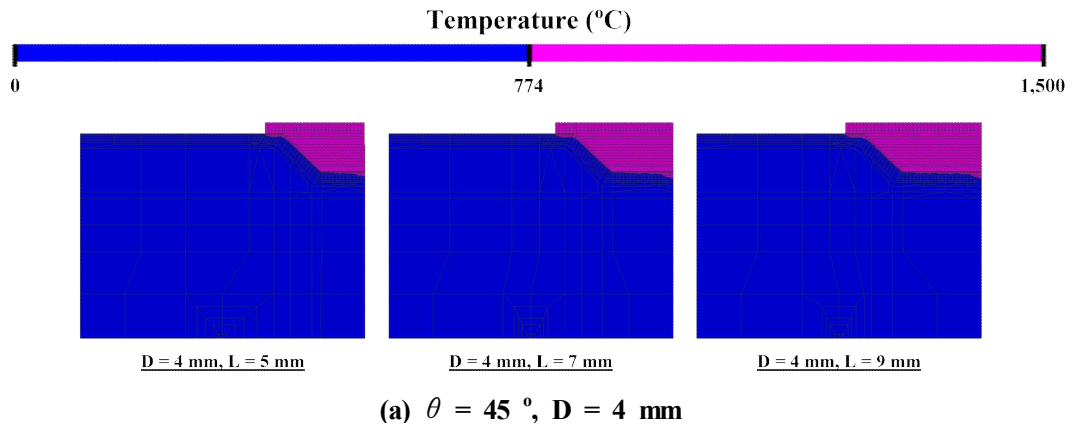 Temperature (ºC)
0 774 1,500
D = 4 mm, L = 5 mm D = 4 mm, L = 7 mm D = 4 mm, L = 9 mm
(a) θ = 45 º, D = 4 mm